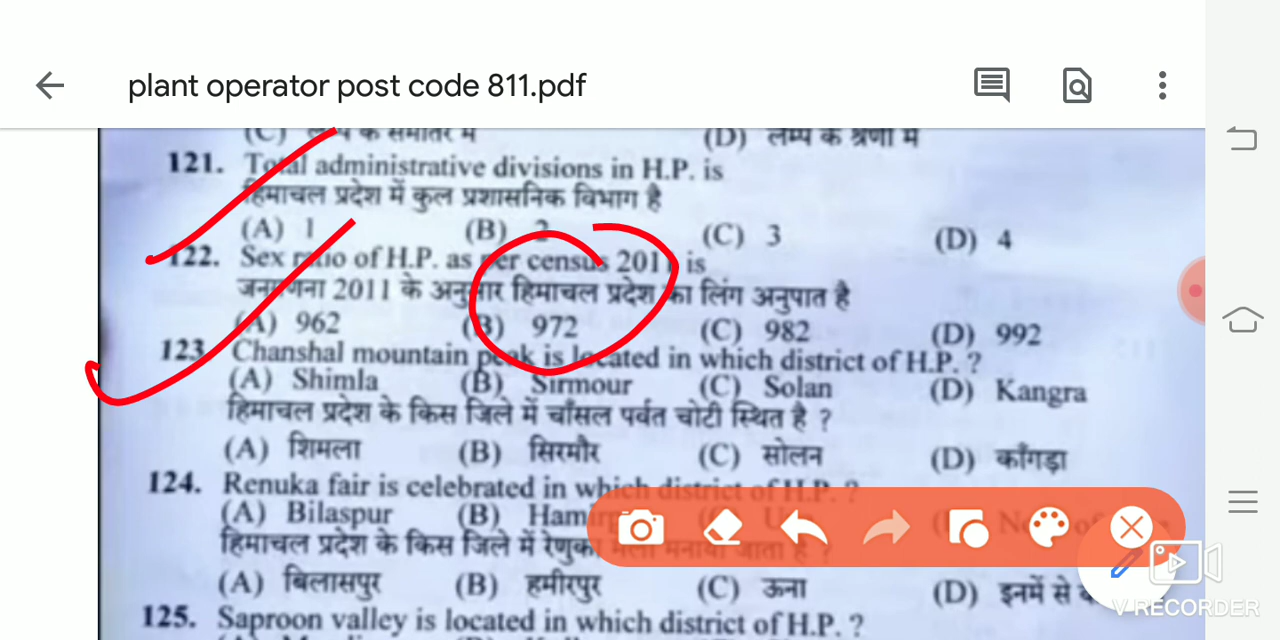 plant operator post code 811.pdf
(D) लम्प के श्रेणी में
121. Total administrative divisions in H.P. is
हिमाचल प्रदेश में कुल प्रशासनिक विभाग है
(A) 1 (B) 2 (C) 3 (D) 4
122. Sex ratio of H.P. as per census 2011 is
जनगणना 2011 के अनुसार हिमाचल प्रदेश का लिंग अनुपात है
(A) 962 (B) 972 (C) 982 (D) 992
123. Chanshal mountain peak is located in which district of H.P. ?
(A) Shimla (B) Sirmour (C) Solan (D) Kangra
हिमाचल प्रदेश के किस जिले में चाँसल पर्वत चोटी स्थित है ?
(A) शिमला (B) सिरमौर (C) सोलन (D) काँगड़ा
124. Renuka fair is celebrated in which district of H.P. ?
(A) Bilaspur (B)
हिमाचल प्रदेश के किस जिले में रेणुका मेला मनाया जाता है ?
(A) बिलासपुर (B) हमीरपुर (C) ऊना (D) इनमें से
125. Saproon valley is located in which district of H.P. ?
V RECORDER